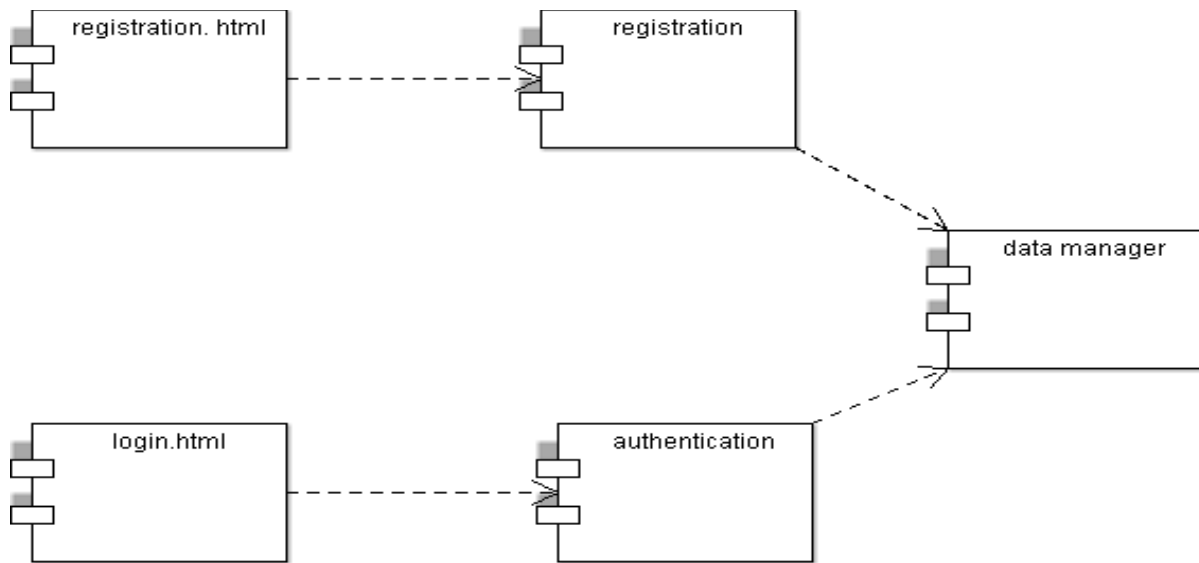 registration. html
registration
data manager
login.html
authentication